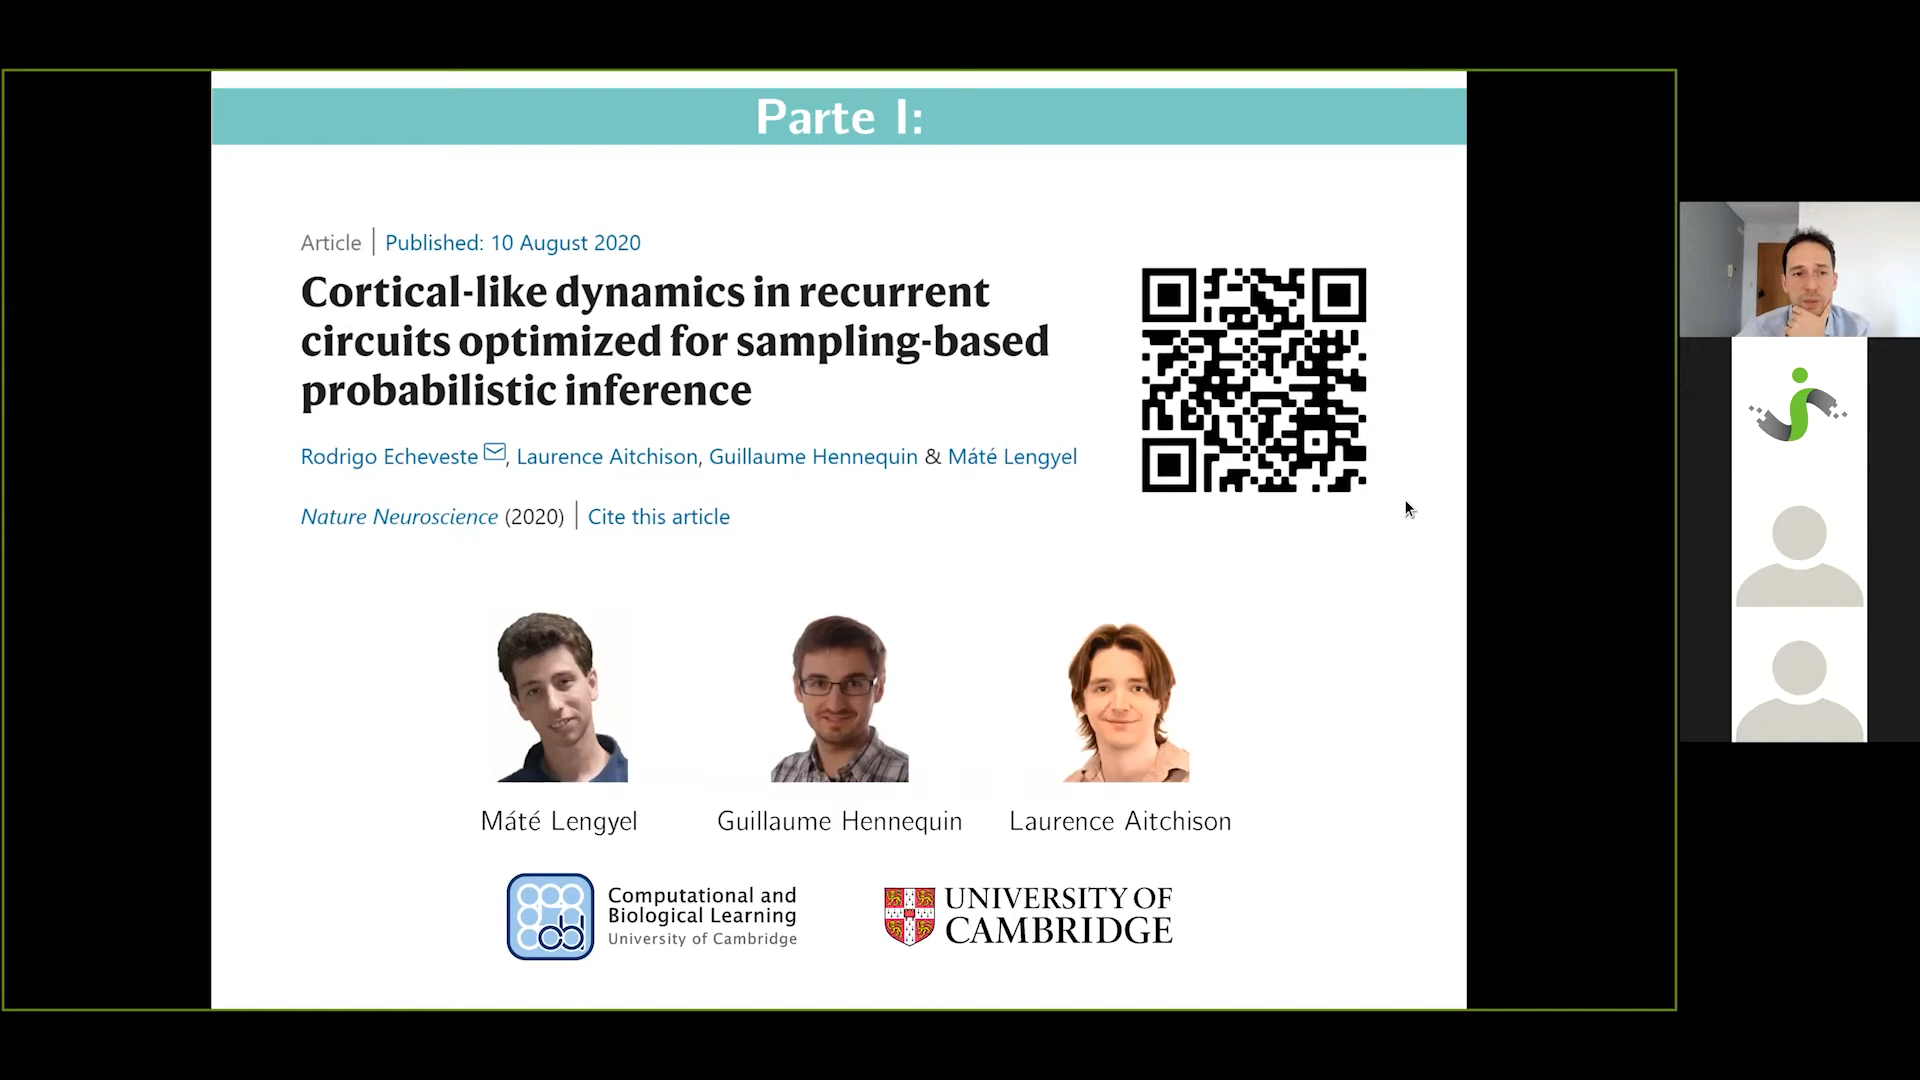 Parte I:
Article | Published: 10 August 2020
Cortical-like dynamics in recurrent
circuits optimized for sampling-based
probabilistic inference
Rodrigo Echeveste, Laurence Aitchison, Guillaume Hennequin & Máté Lengyel
Nature Neuroscience (2020) | Cite this article
Máté Lengyel
Guillaume Hennequin
Laurence Aitchison
Computational and
Biological Learning
University of Cambridge
cbl
UNIVERSITY OF
CAMBRIDGE